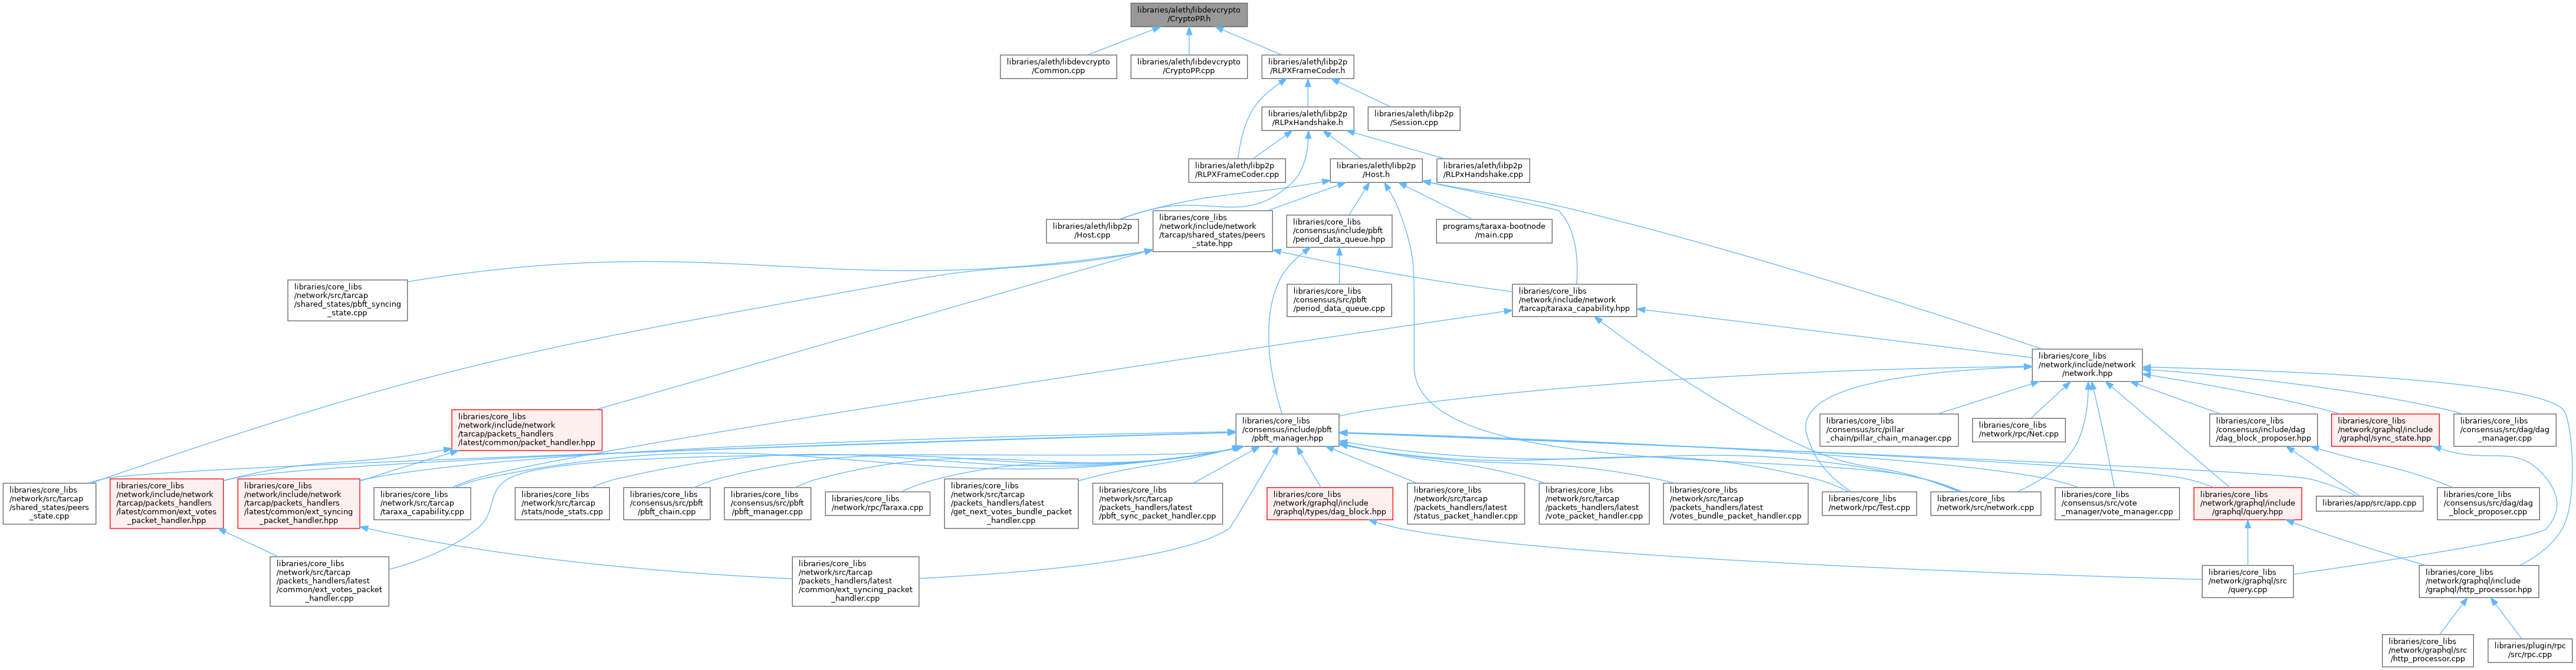 libraries/aleth/libdevcrypto
/CryptoPP.h
libraries/aleth/libdevcrypto
/Common.cpp
libraries/aleth/libdevcrypto
/CryptoPP.cpp
libraries/aleth/libp2p
/RLPXFrameCoder.h
libraries/aleth/libp2p
/RLPxHandshake.h
libraries/aleth/libp2p
/Session.cpp
libraries/aleth/libp2p
/RLPXFrameCoder.cpp
libraries/aleth/libp2p
/Host.h
libraries/aleth/libp2p
/RLPxHandshake.cpp
libraries/aleth/libp2p
/Host.cpp
libraries/core_libs
/network/include/network
/tarcap/shared_states/peers
_state.hpp
libraries/core_libs
/consensus/include/pbft
/period_data_queue.hpp
programs/taraxa-bootnode
/main.cpp
libraries/core_libs
/network/src/tarcap
/shared_states/pbft_syncing
_state.cpp
libraries/core_libs
/consensus/src/pbft
/period_data_queue.cpp
libraries/core_libs
/network/include/network
/tarcap/taraxa_capability.hpp
libraries/core_libs
/network/include/network
/network.hpp
libraries/core_libs
/network/include/network
/tarcap/packets_handlers
/latest/common/packet_handler.hpp
libraries/core_libs
/consensus/include/pbft
/pbft_manager.hpp
libraries/core_libs
/consensus/src/pillar
_chain/pillar_chain_manager.cpp
libraries/core_libs
/network/rpc/Net.cpp
libraries/core_libs
/consensus/include/dag
/dag_block_proposer.hpp
libraries/core_libs
/network/graphql/include
/graphql/sync_state.hpp
libraries/core_libs
/consensus/src/dag/dag
_manager.cpp
libraries/core_libs
/network/src/tarcap
/shared_states/peers
_state.cpp
libraries/core_libs
/network/include/network
/tarcap/packets_handlers
/latest/common/ext_votes
_packet_handler.hpp
libraries/core_libs
/network/include/network
/tarcap/packets_handlers
/latest/common/ext_syncing
_packet_handler.hpp
libraries/core_libs
/network/src/tarcap
/taraxa_capability.cpp
libraries/core_libs
/network/src/tarcap
/stats/node_stats.cpp
libraries/core_libs
/consensus/src/pbft
/pbft_chain.cpp
libraries/core_libs
/consensus/src/pbft
/pbft_manager.cpp
libraries/core_libs
/network/rpc/Taraxa.cpp
libraries/core_libs
/network/src/tarcap
/packets_handlers/latest
/get_next_votes_bundle_packet
_handler.cpp
libraries/core_libs
/network/src/tarcap
/packets_handlers/latest
/pbft_sync_packet_handler.cpp
libraries/core_libs
/network/graphql/include
/graphql/types/dag_block.hpp
libraries/core_libs
/network/src/tarcap
/packets_handlers/latest
/status_packet_handler.cpp
libraries/core_libs
/network/src/tarcap
/packets_handlers/latest
/vote_packet_handler.cpp
libraries/core_libs
/network/src/tarcap
/packets_handlers/latest
/votes_bundle_packet_handler.cpp
libraries/core_libs
/network/rpc/Test.cpp
libraries/core_libs
/network/src/network.cpp
libraries/core_libs
/consensus/src/vote
_manager/vote_manager.cpp
libraries/core_libs
/network/graphql/include
/graphql/query.hpp
libraries/app/src/app.cpp
libraries/core_libs
/consensus/src/dag/dag
_block_proposer.cpp
libraries/core_libs
/network/src/tarcap
/packets_handlers/latest
/common/ext_votes_packet
_handler.cpp
libraries/core_libs
/network/src/tarcap
/packets_handlers/latest
/common/ext_syncing_packet
_handler.cpp
libraries/core_libs
/network/graphql/src
/query.cpp
libraries/core_libs
/network/graphql/include
/graphql/http_processor.hpp
libraries/core_libs
/network/graphql/src
/http_processor.cpp
libraries/plugin/rpc
/src/rpc.cpp